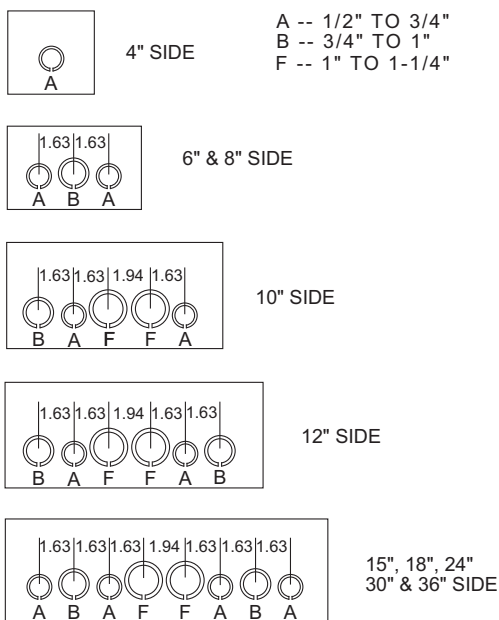 A -- 1/2" TO 3/4"
B -- 3/4" TO 1"
F -- 1" TO 1-1/4"
4" SIDE
A
1.63 1.63
6" & 8" SIDE
A B A
1.63 1.63 1.94 1.63
10" SIDE
B A F F A
1.63 1.63 1.94 1.63 1.63
12" SIDE
B A F F A B
1.63 1.63 1.63 1.94 1.63 1.63 1.63
15", 18", 24"
30" & 36" SIDE
A B A F F A B A